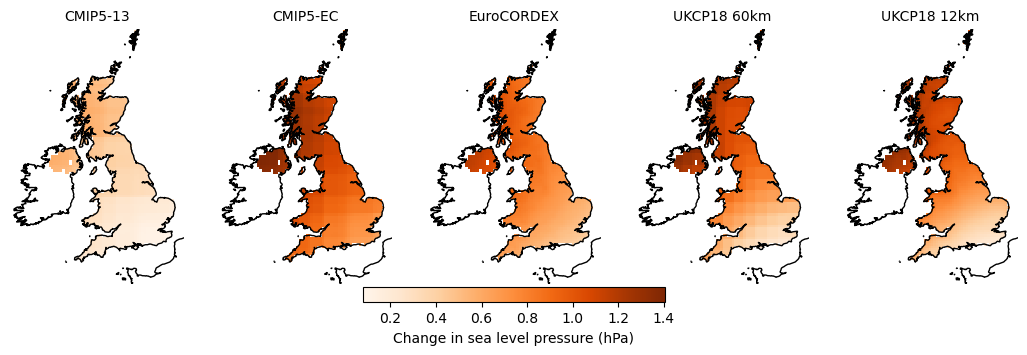 CMIP5-13 CMIP5-EC EuroCORDEX UKCP18 60km UKCP18 12km
0.2 0.4 0.6 0.8 1.0 1.2 1.4
Change in sea level pressure (hPa)